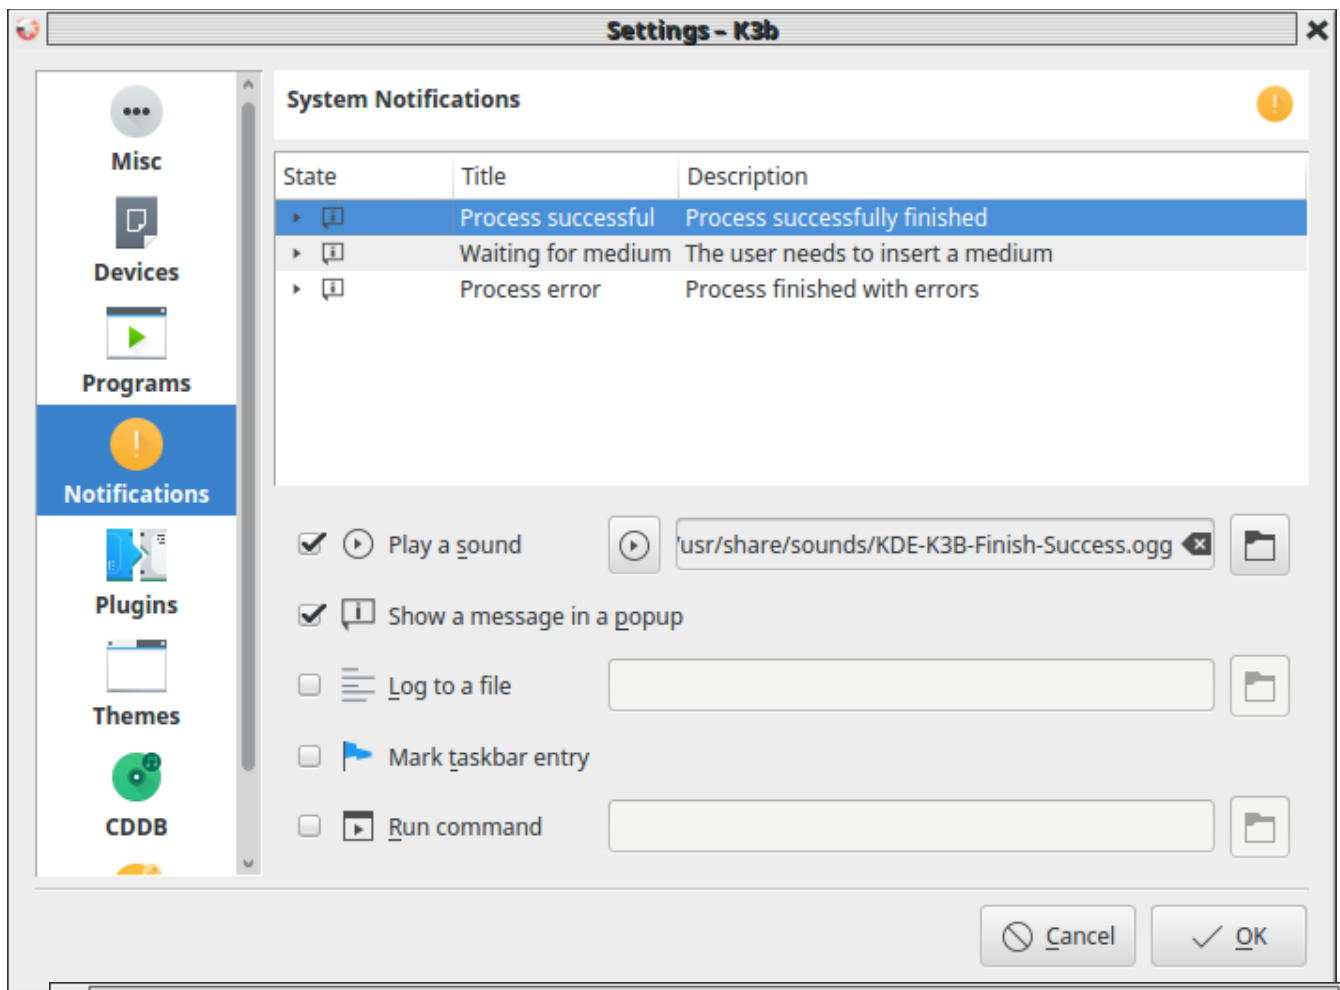 Settings – K3b
Misc
Devices
Programs
Notifications
Plugins
Themes
CDDB
System Notifications
State Title Description
Process successful Process successfully finished
Waiting for medium The user needs to insert a medium
Process error Process finished with errors
Play a sound /usr/share/sounds/KDE-K3B-Finish-Success.ogg
Show a message in a popup
Log to a file
Mark taskbar entry
Run command
Cancel OK